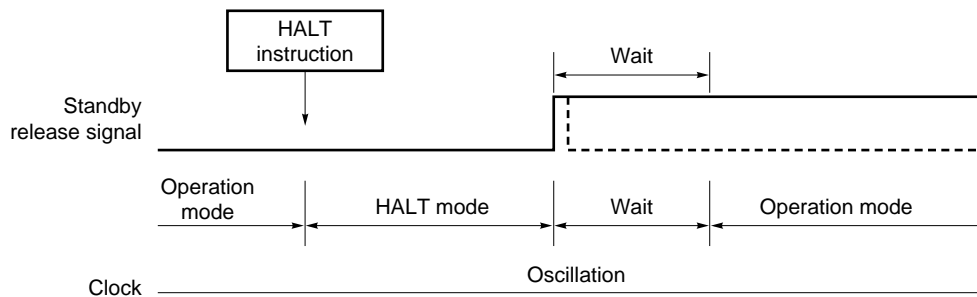 HALT
instruction
Wait
Standby
release signal
Operation
mode
HALT mode
Wait
Operation mode
Oscillation
Clock